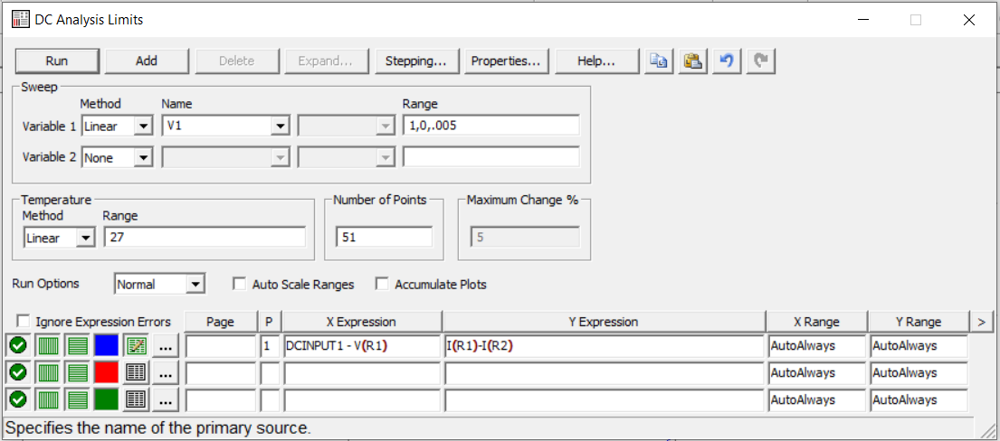 DC Analysis Limits
Run Add Delete Expand... Stepping... Properties... Help...
Sweep
Method Name Range
Variable 1 Linear V1 1,0,.005
Variable 2 None
Temperature Number of Points Maximum Change %
Method Range
Linear 27 51 5
Run Options Normal Auto Scale Ranges Accumulate Plots
Ignore Expression Errors Page P X Expression Y Expression X Range Y Range >
... 1 DCINPUT1 - V(R1) I(R1)-I(R2) AutoAlways AutoAlways
... AutoAlways AutoAlways
... AutoAlways AutoAlways
Specifies the name of the primary source.